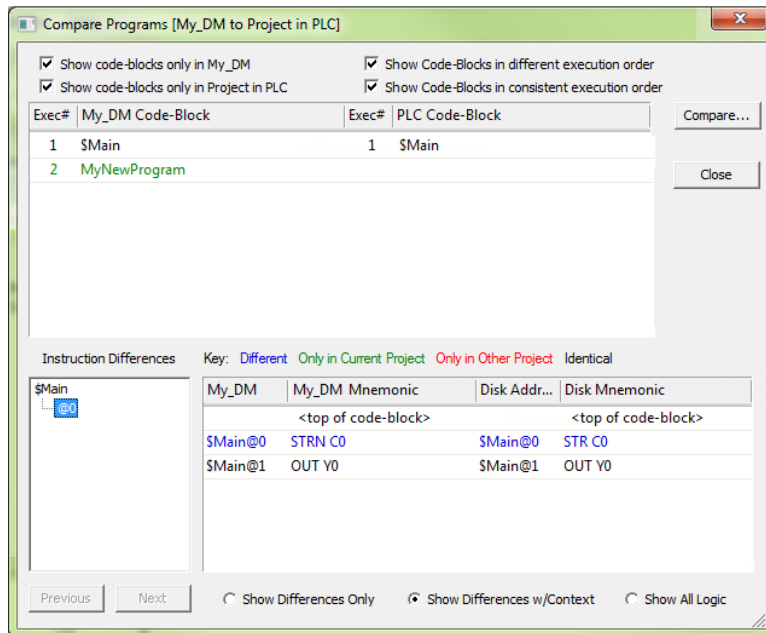 Compare Programs [My_DM to Project in PLC]
Show code-blocks only in My_DM
Show Code-Blocks in different execution order
Show code-blocks only in Project in PLC
Show Code-Blocks in consistent execution order
Exec# My_DM Code-Block Exec# PLC Code-Block
Compare...
1 $Main 1 $Main
2 MyNewProgram
Close
Instruction Differences
Key: Different Only in Current Project Only in Other Project Identical
$Main
@0
My_DM My_DM Mnemonic Disk Addr... Disk Mnemonic
<top of code-block> <top of code-block>
$Main@0 STRN C0 $Main@0 STR C0
$Main@1 OUT Y0 $Main@1 OUT Y0
Previous Next
Show Differences Only Show Differences w/Context Show All Logic